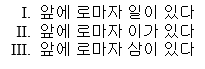 I. 앞에 로마자 일이 있다
II. 앞에 로마자 이가 있다
III. 앞에 로마자 삼이 있다